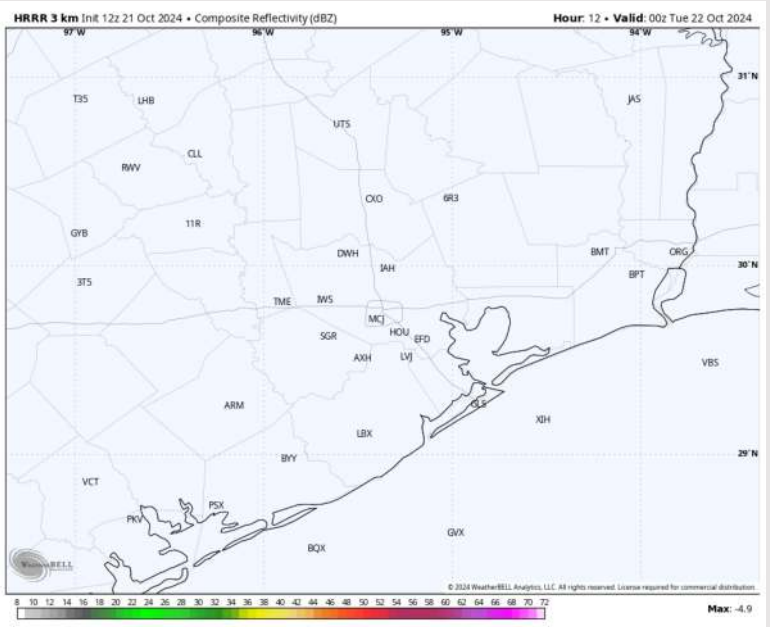 HRRR 3 km Init 12z 21 Oct 2024 • Composite Reflectivity (dBZ) Hour: 12 • Valid: 00z Tue 22 Oct 2024
97°W 96°W 95°W 94°W
31°N
T35 LHB JAS
UTS
CLL
RWV
CXO 6R3
11R
GYB
DWH BMT ORG
30°N
IAH
BPT
3T5
TME IWS
MCJ
HOU
SGR EFD
AXH LVJ
VBS
ARM GLS
XIH
LBX
29°N
BYY
VCT
PSX
PKV
GVX
BQX
WeatherBELL
© 2024 WeatherBELL Analytics, LLC. All rights reserved. License required for commercial distribution.
8 10 12 14 16 18 20 22 24 26 28 30 32 34 36 38 40 42 44 46 48 50 52 54 56 58 60 62 64 66 68 70 72 Max: -4.9